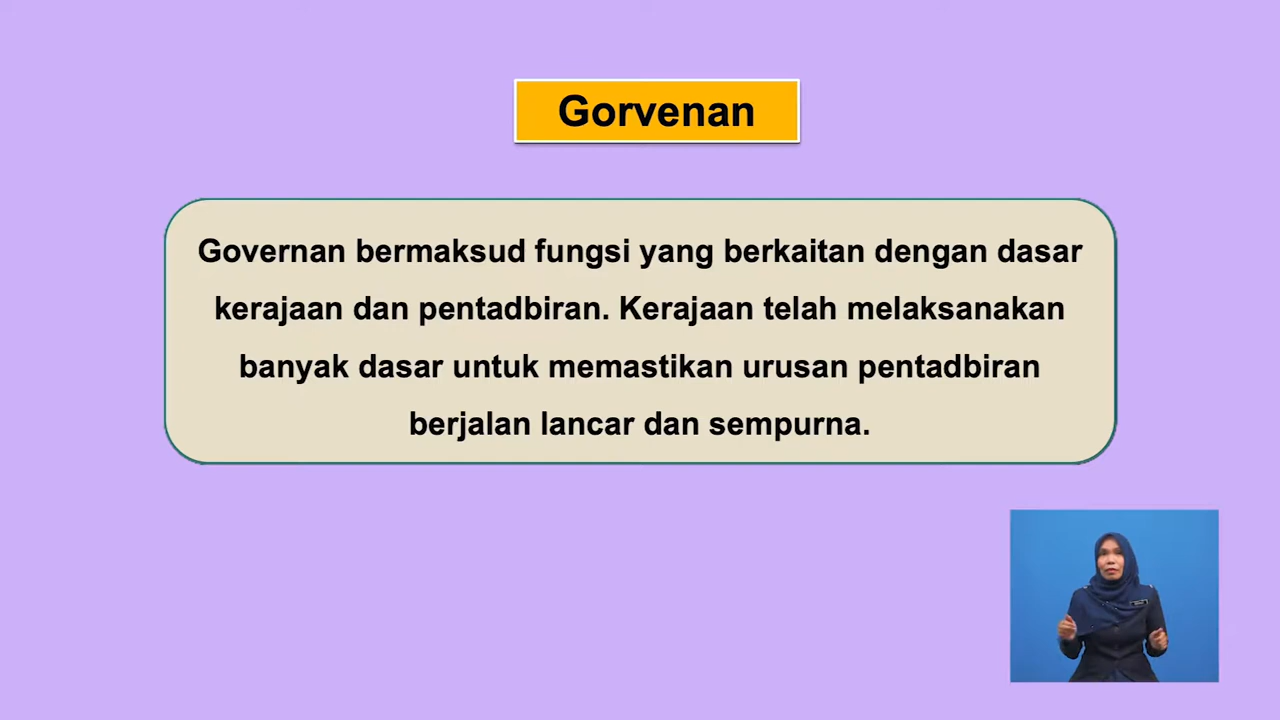 Gorvenan
Governan bermaksud fungsi yang berkaitan dengan dasar
kerajaan dan pentadbiran. Kerajaan telah melaksanakan
banyak dasar untuk memastikan urusan pentadbiran
berjalan lancar dan sempurna.